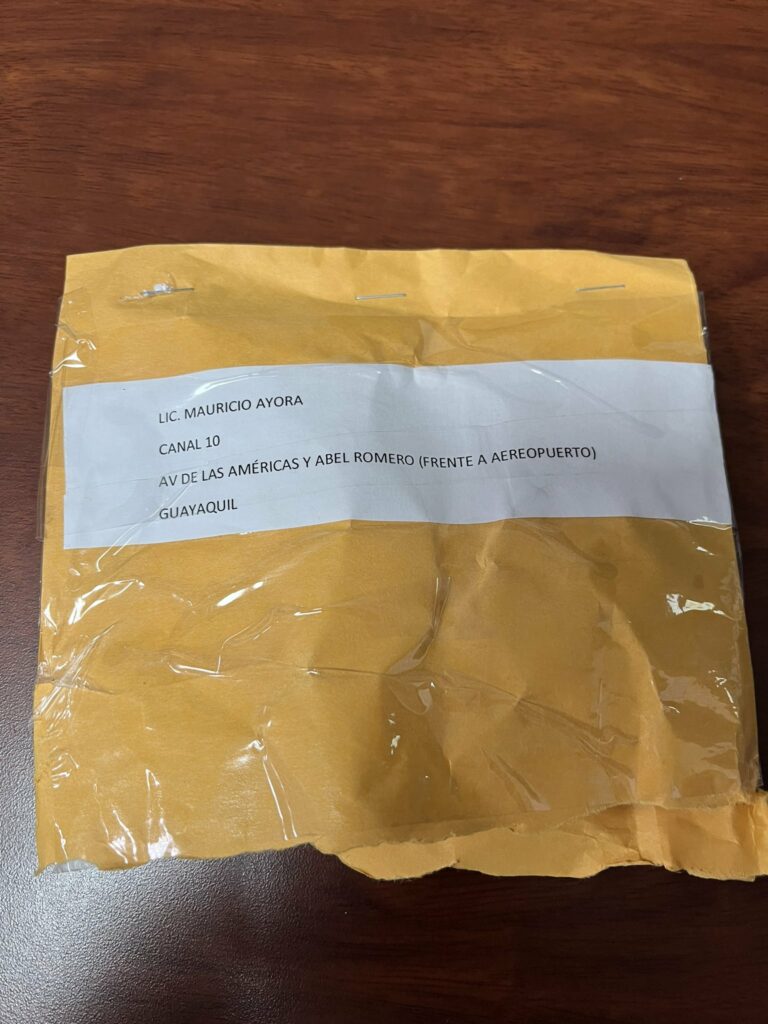 LIC. MAURICIO AYORA
CANAL 10
AV DE LAS AMÉRICAS Y ABEL ROMERO (FRENTE A AEREOPUERTO)
GUAYAQUIL